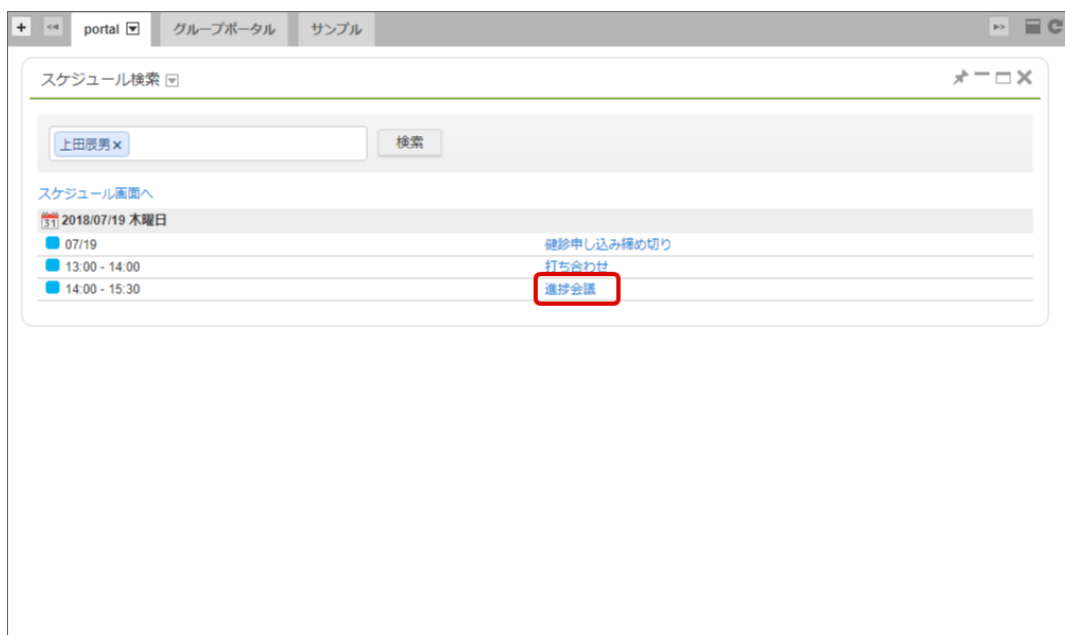 portal グループポータル サンプル
スケジュール検索
上田辰男 検索
スケジュール画面へ
31 2018/07/19 木曜日
07/19 健診申し込み締め切り
13:00 - 14:00 打ち合わせ
14:00 - 15:30 進捗会議